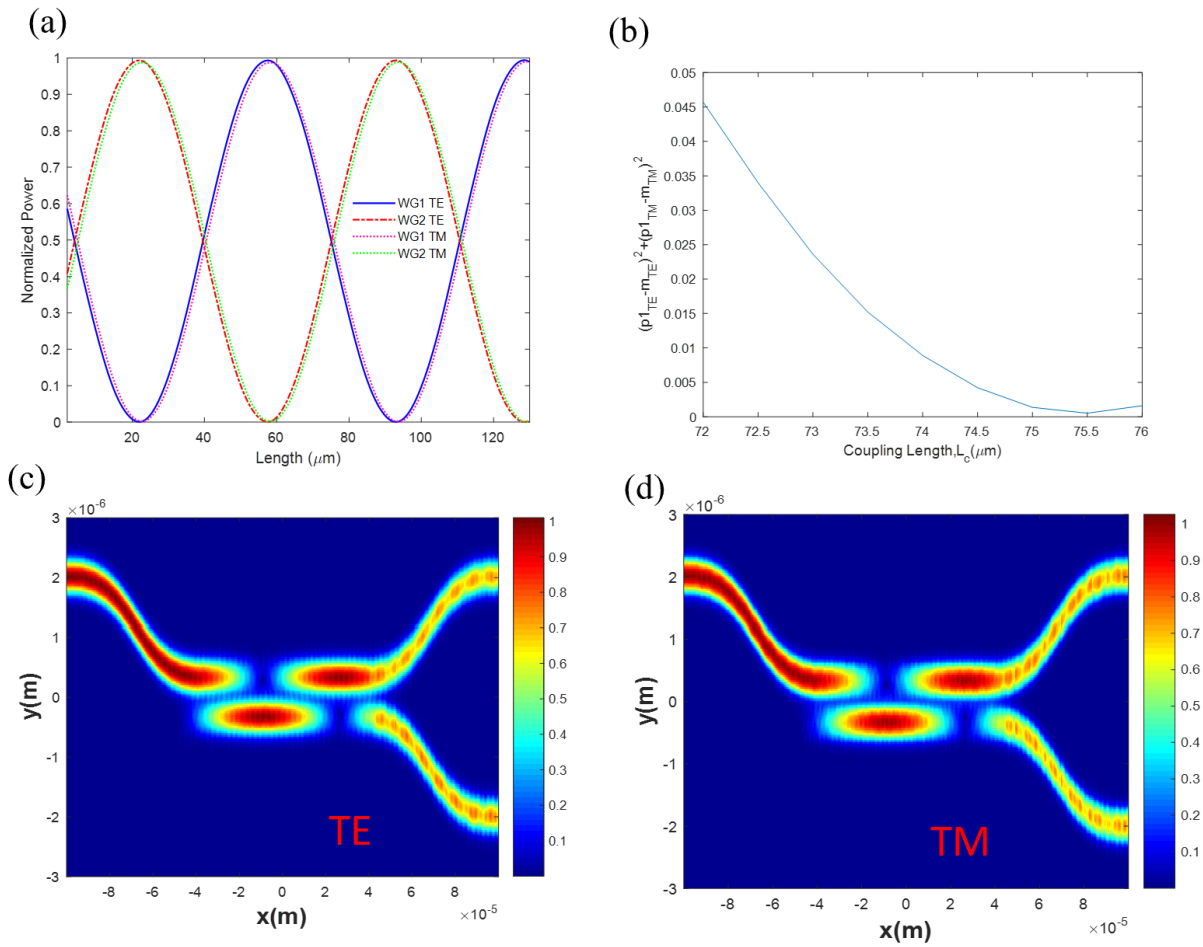 (a)
1
0.9
0.8
0.7
0.6
0.5
0.4
0.3
0.2
0.1
0
Normalized Power
WG1 TE
WG2 TE
WG1 TM
WG2 TM
20 40 60 80 100 120
Length (μm)
(b)
0.05
0.045
0.04
0.035
0.03
0.025
0.02
0.015
0.01
0.005
0
(p1_TE-m_TE)^2+(p1_TM-m_TM)^2
72 72.5 73 73.5 74 74.5 75 75.5 76
Coupling Length,L_c(μm)
(c)
×10^-6
3
2
1
0
-1
-2
-3
y(m)
TE
-8 -6 -4 -2 0 2 4 6 8
x(m)
×10^-5
1
0.9
0.8
0.7
0.6
0.5
0.4
0.3
0.2
0.1
(d)
×10^-6
3
2
1
0
-1
-2
-3
y(m)
TM
-8 -6 -4 -2 0 2 4 6 8
x(m)
×10^-5
1
0.9
0.8
0.7
0.6
0.5
0.4
0.3
0.2
0.1